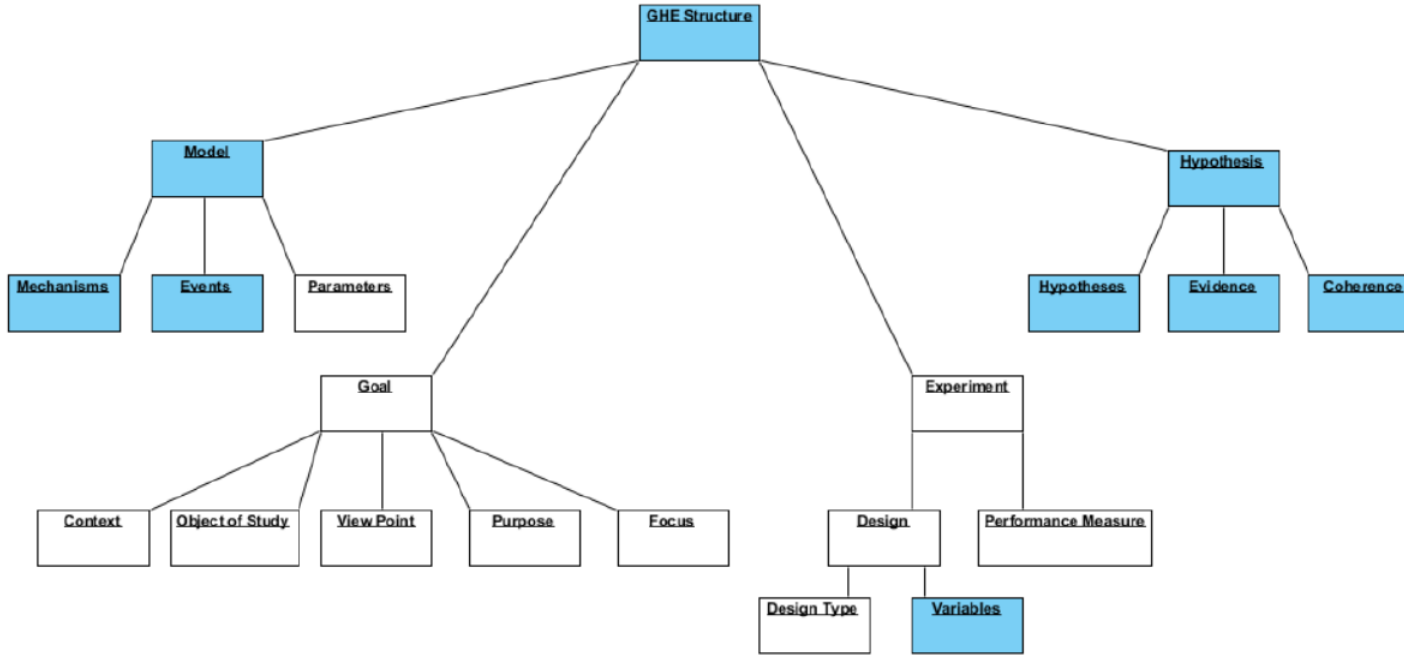 GHE Structure
Model
Hypothesis
Mechanisms
Events
Parameters
Hypotheses
Evidence
Coherence
Goal
Experiment
Context
Object of Study
View Point
Purpose
Focus
Design
Performance Measure
Design Type
Variables